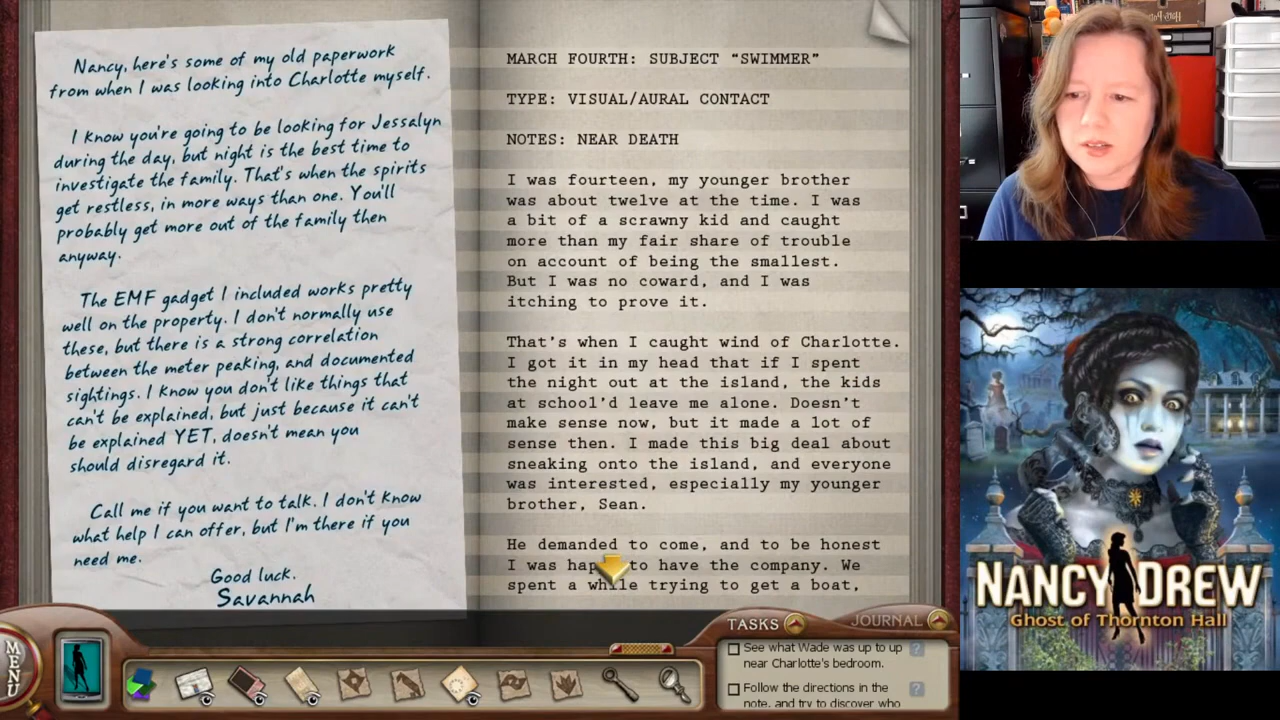 Nancy, here's some of my old paperwork
from when I was looking into Charlotte myself.
I know you're going to be looking for Jessalyn
during the day, but night is the best time to
investigate the family. That's when the spirits
get restless, in more ways than one. You'll
probably get more out of the family then
anyway.
The EMF gadget I included works pretty
well on the property. I don't normally use
these, but there is a strong correlation
between the meter peaking, and documented
sightings. I know you don't like things that
can't be explained, but just because it can't
be explained YET, doesn't mean you
should disregard it.
Call me if you want to talk. I don't know
what help I can offer, but I'm there if you
need me.
Good luck.
Savannah
MARCH FOURTH: SUBJECT "SWIMMER"
TYPE: VISUAL/AURAL CONTACT
NOTES: NEAR DEATH
I was fourteen, my younger brother
was about twelve at the time. I was
a bit of a scrawny kid and caught
more than my fair share of trouble
on account of being the smallest.
But I was no coward, and I was
itching to prove it.
That's when I caught wind of Charlotte.
I got it in my head that if I spent
the night out at the island, the kids
at school'd leave me alone. Doesn't
make sense now, but it made a lot of
sense then. I made this big deal about
sneaking onto the island, and everyone
was interested, especially my younger
brother, Sean.
He demanded to come, and to be honest
I was happy to have the company. We
spent a while trying to get a boat,
MENU
TASKS
JOURNAL
See what Wade was up to up
near Charlotte's bedroom.
?
Follow the directions in the
note, and try to discover who
?
NANCY DREW
Ghost of Thornton Hall